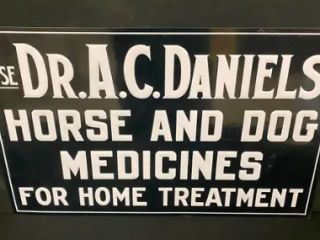 SE DR.A.C.DANIELS
HORSE AND DOG
MEDICINES
FOR HOME TREATMENT